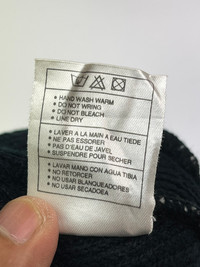 • HAND WASH WARM
• DO NOT WRING
• DO NOT BLEACH
• LINE DRY
• LAVER A LA MAIN A EAU TIEDE
• NE PAS ESSORER
• PAS D'EAU DE JAVEL
• SUSPENDRE POUR SECHER
• LAVAR MANO CON AGUA TIBIA
• NO RETORCER
• NO USAR BLANQUEADORES
• NO USAR SECADOEA